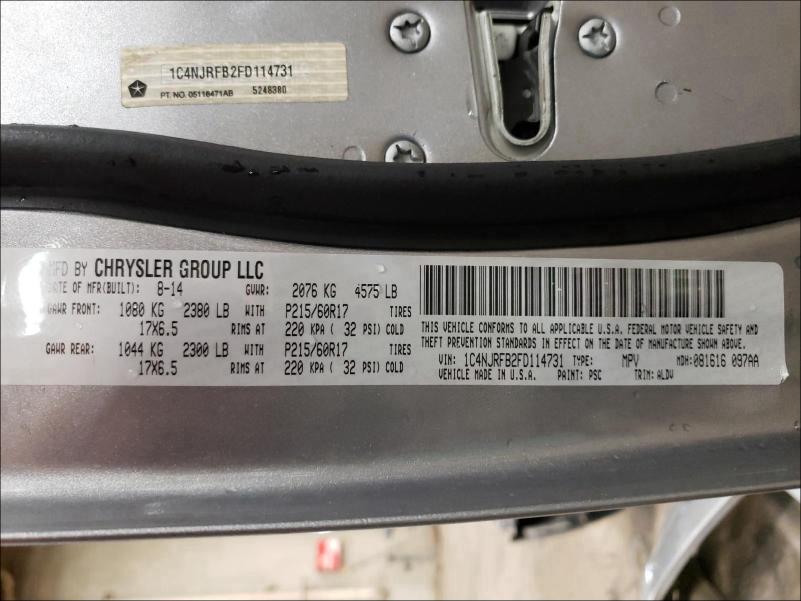 1C4NJRFB2FD114731
PT. NO. 05116471AB 5248380
MFD BY CHRYSLER GROUP LLC
DATE OF MFR(BUILT): 8-14 GVWR: 2076 KG 4575 LB
GAWR FRONT: 1080 KG 2380 LB WITH P215/60R17 TIRES
17X6.5 RIMS AT 220 KPA ( 32 PSI) COLD
GAWR REAR: 1044 KG 2300 LB WITH P215/60R17 TIRES
17X6.5 RIMS AT 220 KPA ( 32 PSI) COLD
THIS VEHICLE CONFORMS TO ALL APPLICABLE U.S.A. FEDERAL MOTOR VEHICLE SAFETY AND
THEFT PREVENTION STANDARDS IN EFFECT ON THE DATE OF MANUFACTURE SHOWN ABOVE.
VIN: 1C4NJRFB2FD114731 TYPE: MPV MDH:081616 097AA
VEHICLE MADE IN U.S.A. PAINT: PSC TRIM: ALDV